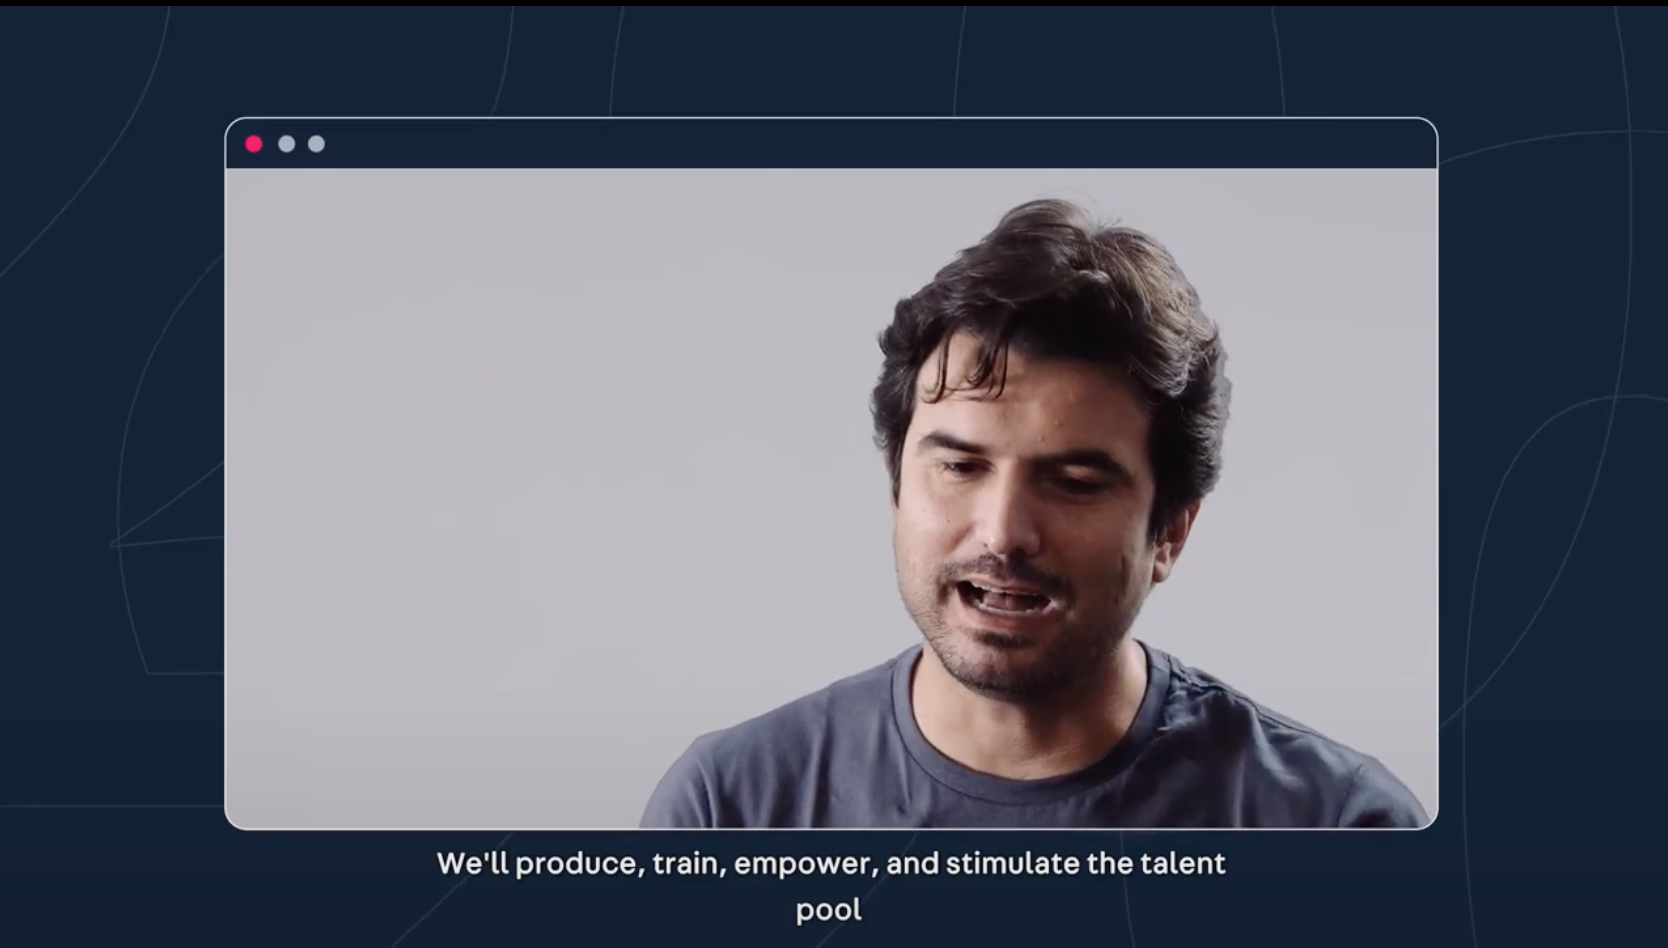 We'll produce, train, empower, and stimulate the talent
pool